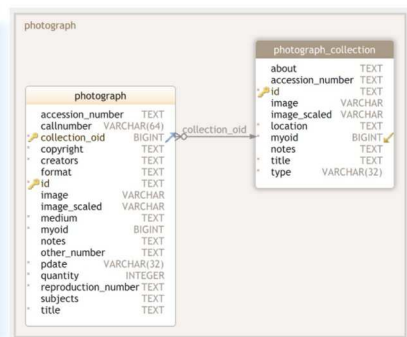 photograph
photograph_collection
about TEXT
accession_number TEXT
id TEXT
image VARCHAR
image_scaled VARCHAR
location TEXT
myoid BIGINT
notes TEXT
title TEXT
type VARCHAR(32)
photograph
accession_number TEXT
callnumber VARCHAR(64)
collection_oid BIGINT
copyright TEXT
creators TEXT
format TEXT
id TEXT
image VARCHAR
image_scaled VARCHAR
medium TEXT
myoid BIGINT
notes TEXT
other_number TEXT
pdate VARCHAR(32)
quantity INTEGER
reproduction_number TEXT
subjects TEXT
title TEXT
collection_oid